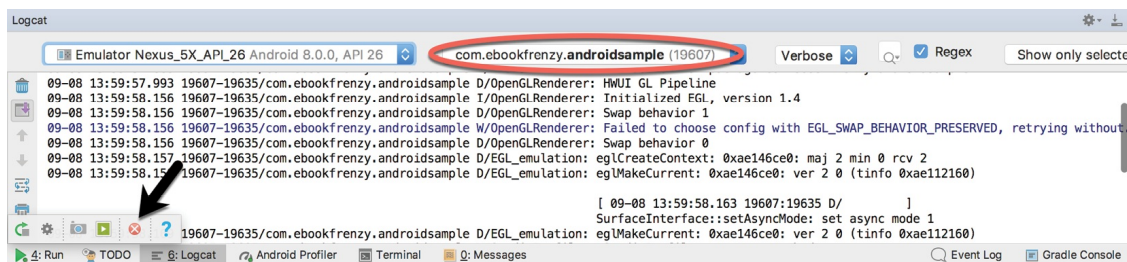 Logcat
Emulator Nexus_5X_API_26 Android 8.0.0, API 26 com.ebookfrenzy.androidsample (19607) Verbose Regex Show only selecte
09-08 13:59:57.993 19607-19635/com.ebookfrenzy.androidsample D/OpenGLRenderer: HWUI GL Pipeline
09-08 13:59:58.156 19607-19635/com.ebookfrenzy.androidsample I/OpenGLRenderer: Initialized EGL, version 1.4
09-08 13:59:58.156 19607-19635/com.ebookfrenzy.androidsample D/OpenGLRenderer: Swap behavior 1
09-08 13:59:58.156 19607-19635/com.ebookfrenzy.androidsample W/OpenGLRenderer: Failed to choose config with EGL_SWAP_BEHAVIOR_PRESERVED, retrying without
09-08 13:59:58.156 19607-19635/com.ebookfrenzy.androidsample D/OpenGLRenderer: Swap behavior 0
09-08 13:59:58.157 19607-19635/com.ebookfrenzy.androidsample D/EGL_emulation: eglCreateContext: 0xae146ce0: maj 2 min 0 rcv 2
09-08 13:59:58.15 19607-19635/com.ebookfrenzy.androidsample D/EGL_emulation: eglMakeCurrent: 0xae146ce0: ver 2 0 (tinfo 0xae112160)
[ 09-08 13:59:58.163 19607:19635 D/ ]
SurfaceInterface::setAsyncMode: set async mode 1
? 19607-19635/com.ebookfrenzy.androidsample D/EGL_emulation: eglMakeCurrent: 0xae146ce0: ver 2 0 (tinfo 0xae112160)
4: Run TODO 6: Logcat Android Profiler Terminal 0: Messages Event Log Gradle Console